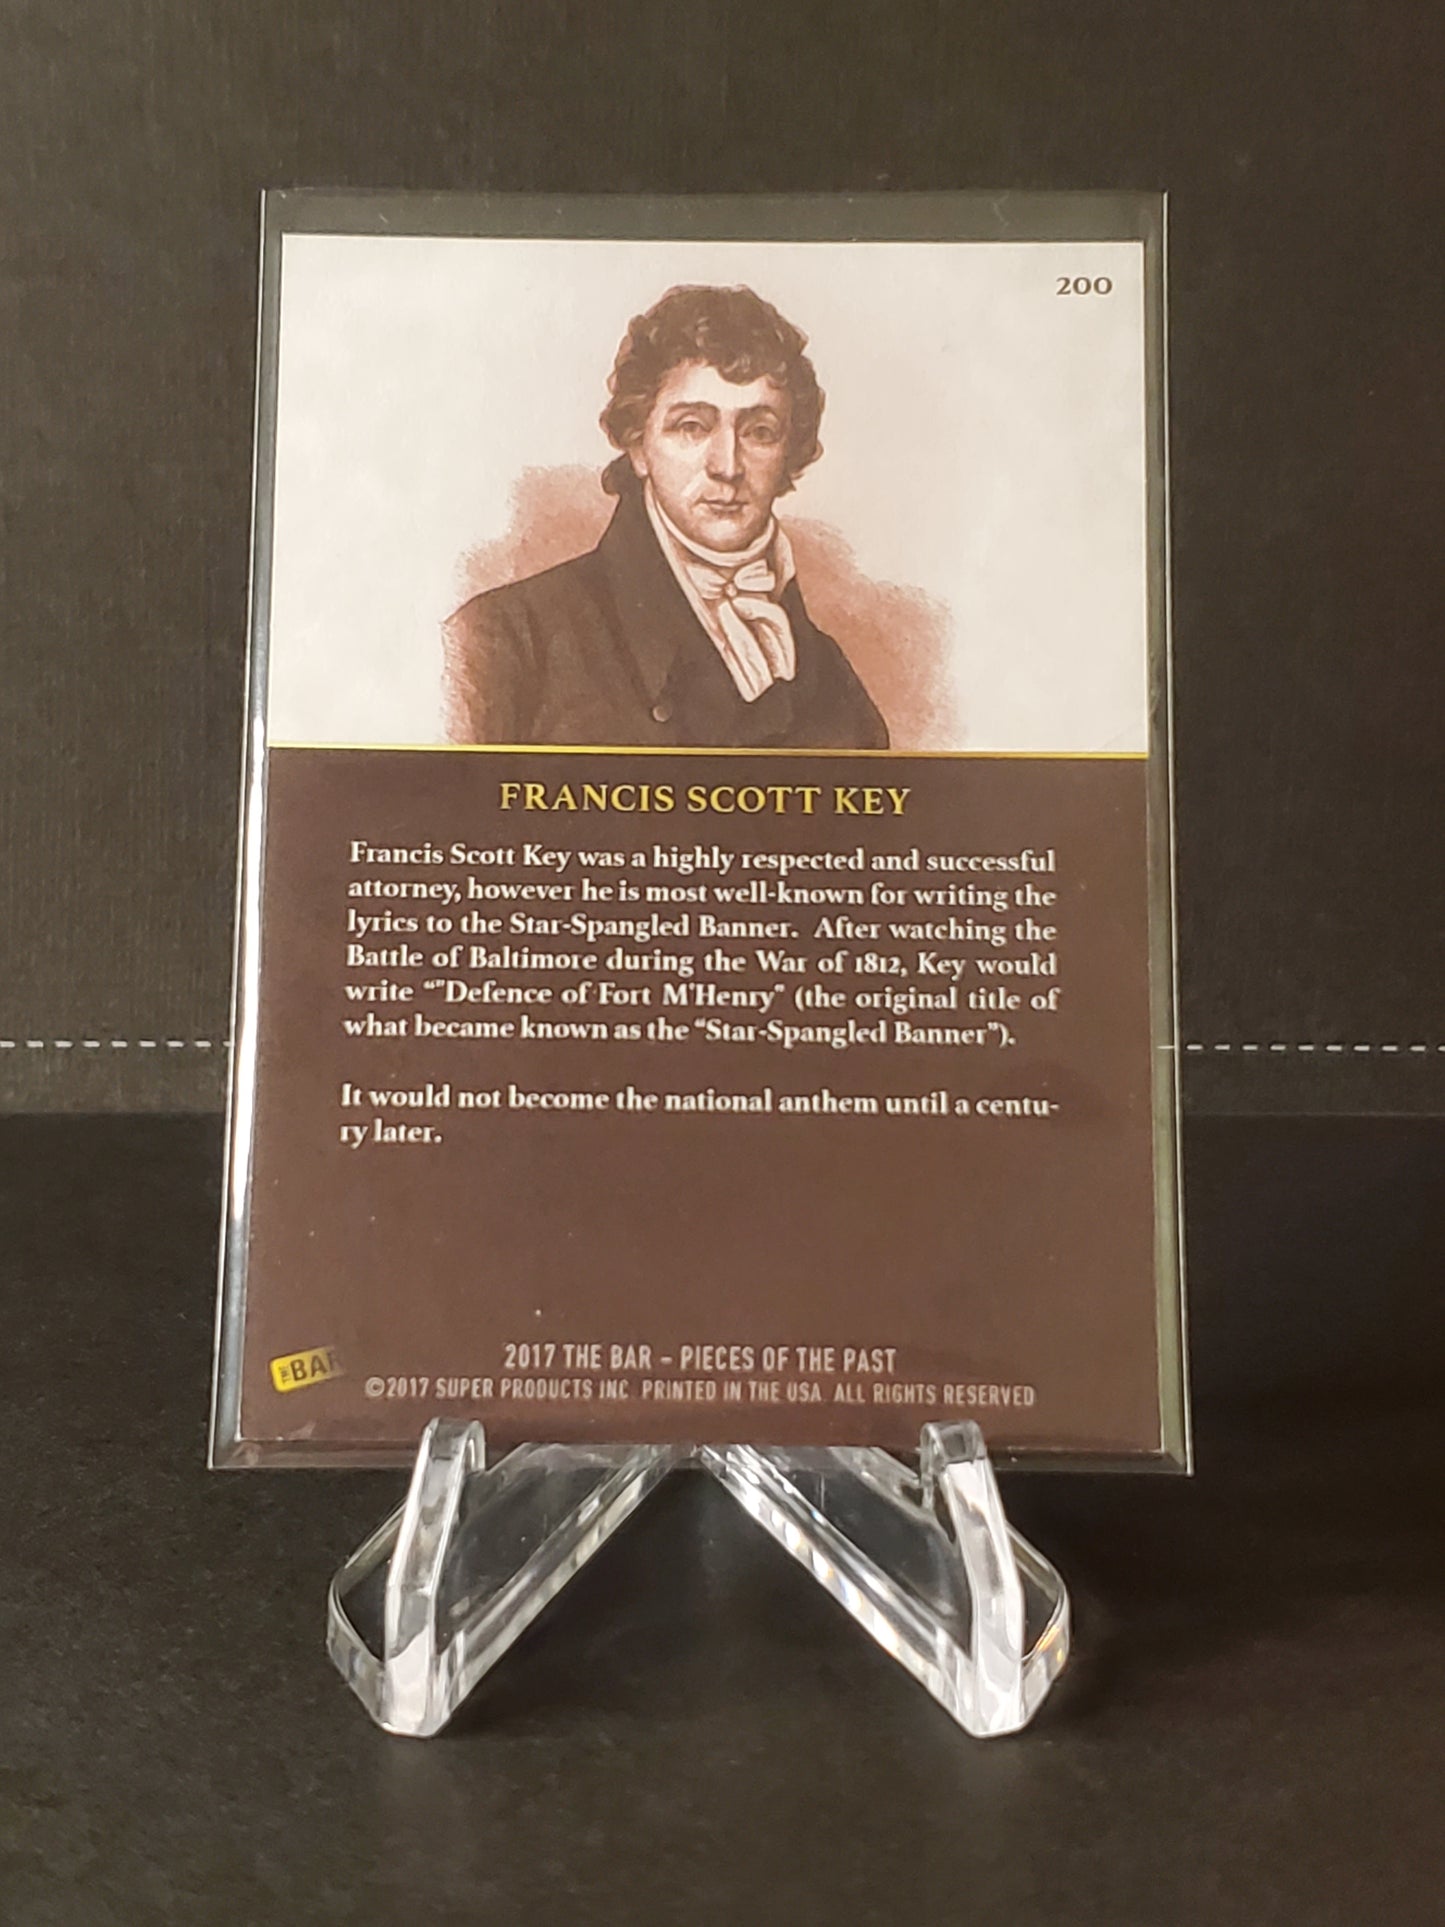 200
FRANCIS SCOTT KEY
Francis Scott Key was a highly respected and successful
attorney, however he is most well-known for writing the
lyrics to the Star-Spangled Banner.  After watching the
Battle of Baltimore during the War of 1812, Key would
write “"Defence of Fort M'Henry" (the original title of
what became known as the “Star-Spangled Banner”).
It would not become the national anthem until a centu-
ry later.
THE BAR
2017 THE BAR – PIECES OF THE PAST
©2017 SUPER PRODUCTS INC. PRINTED IN THE USA. ALL RIGHTS RESERVED